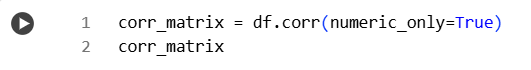 1 corr_matrix = df.corr(numeric_only=True)
2 corr_matrix